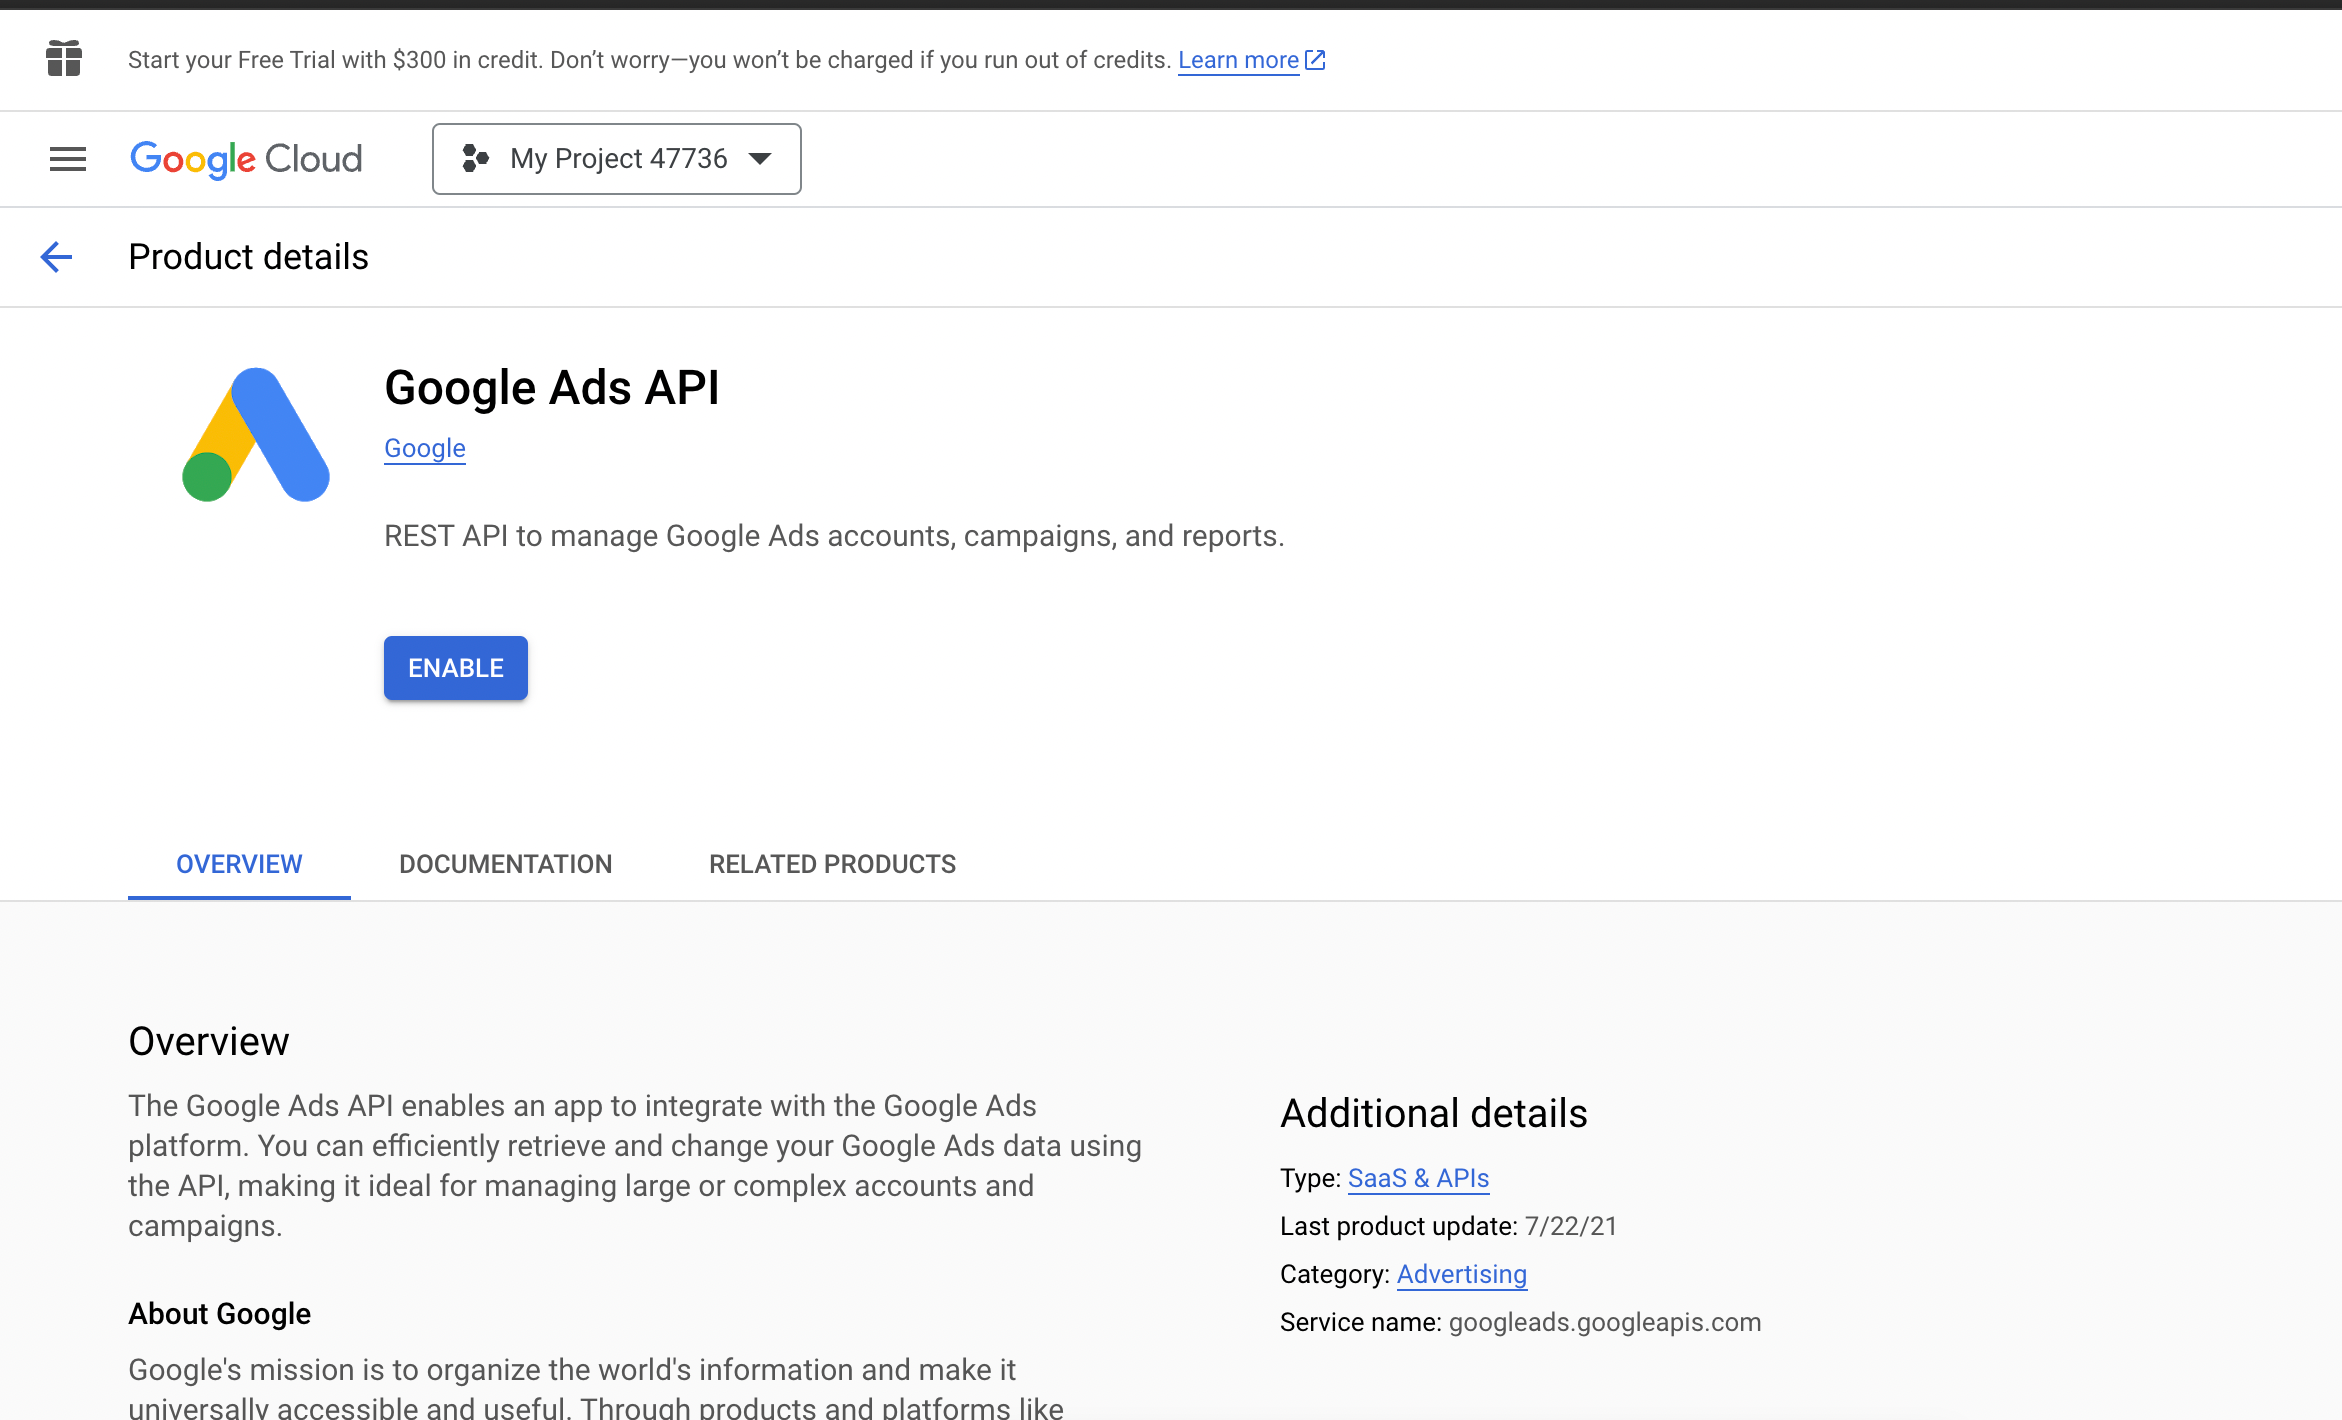 Start your Free Trial with $300 in credit. Don’t worry—you won’t be charged if you run out of credits. Learn more
Google Cloud
My Project 47736
Product details
Google Ads API
Google
REST API to manage Google Ads accounts, campaigns, and reports.
ENABLE
OVERVIEW
DOCUMENTATION
RELATED PRODUCTS
Overview
The Google Ads API enables an app to integrate with the Google Ads
platform. You can efficiently retrieve and change your Google Ads data using
the API, making it ideal for managing large or complex accounts and
campaigns.
About Google
Google's mission is to organize the world's information and make it
universally accessible and useful. Through products and platforms like
Additional details
Type: SaaS & APIs
Last product update: 7/22/21
Category: Advertising
Service name: googleads.googleapis.com